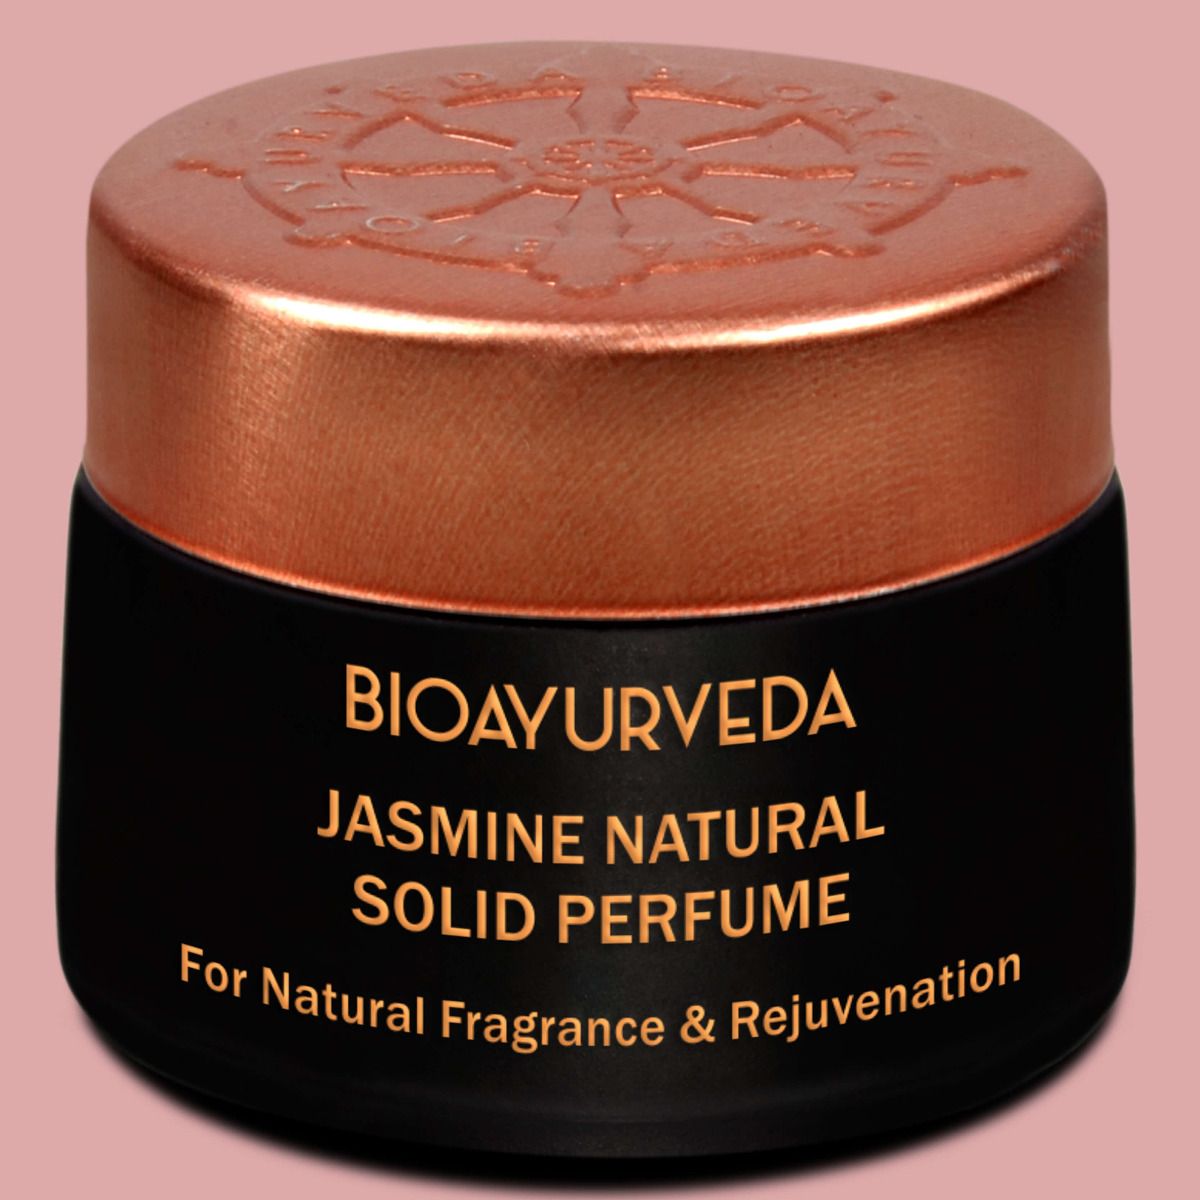 BIOAYURVEDA
JASMINE NATURAL
SOLID PERFUME
For Natural Fragrance & Rejuvenation